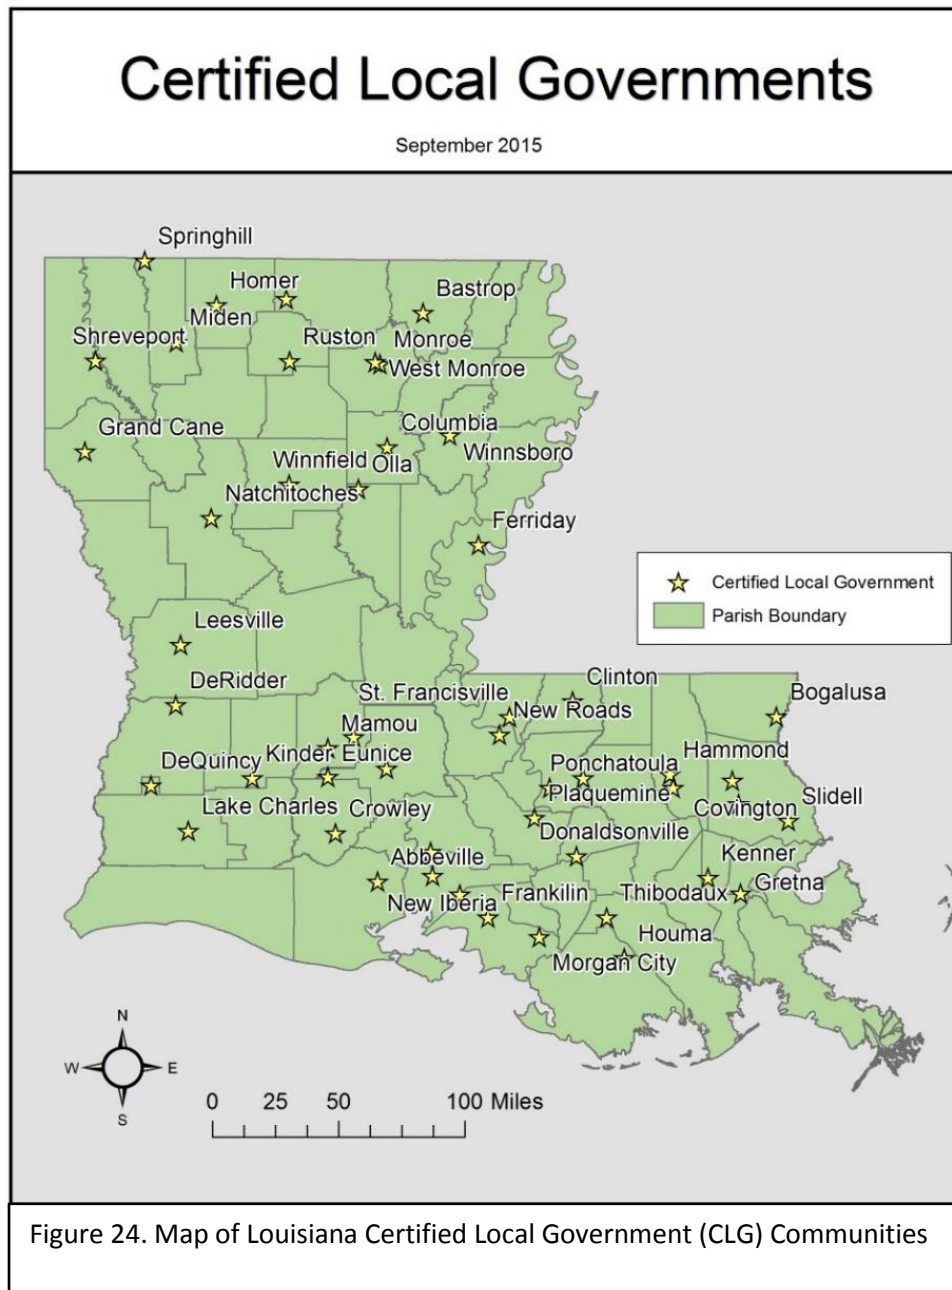 Certified Local Governments
September 2015
Springhill
Homer
Bastrop
Miden
Shreveport
Ruston
Monroe
West Monroe
Grand Cane
Columbia
Winnsboro
Winnfield
Olla
Natchitoches
Ferriday
Certified Local Government
Parish Boundary
Leesville
DeRidder
St. Francisville
Clinton
Bogalusa
New Roads
Mamou
Hammond
DeQuincy
Kinder
Eunice
Ponchatoula
Plaquemine
Lake Charles
Crowley
Covington
Slidell
Donaldsonville
Abbeville
Kenner
New Iberia
Frankilin
Thibodaux
Gretna
Houma
Morgan City
N
W
E
S
0 25 50 100 Miles
Figure 24. Map of Louisiana Certified Local Government (CLG) Communities